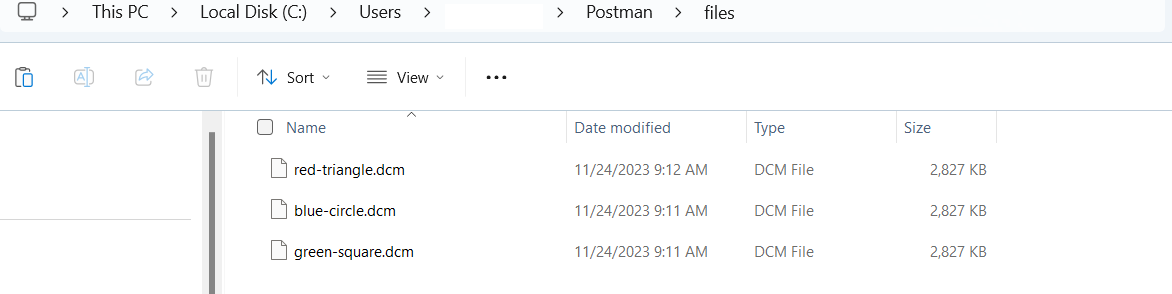 This PC > Local Disk (C:) > Users > > Postman > files
Sort View
Name Date modified Type Size
red-triangle.dcm 11/24/2023 9:12 AM DCM File 2,827 KB
blue-circle.dcm 11/24/2023 9:11 AM DCM File 2,827 KB
green-square.dcm 11/24/2023 9:11 AM DCM File 2,827 KB